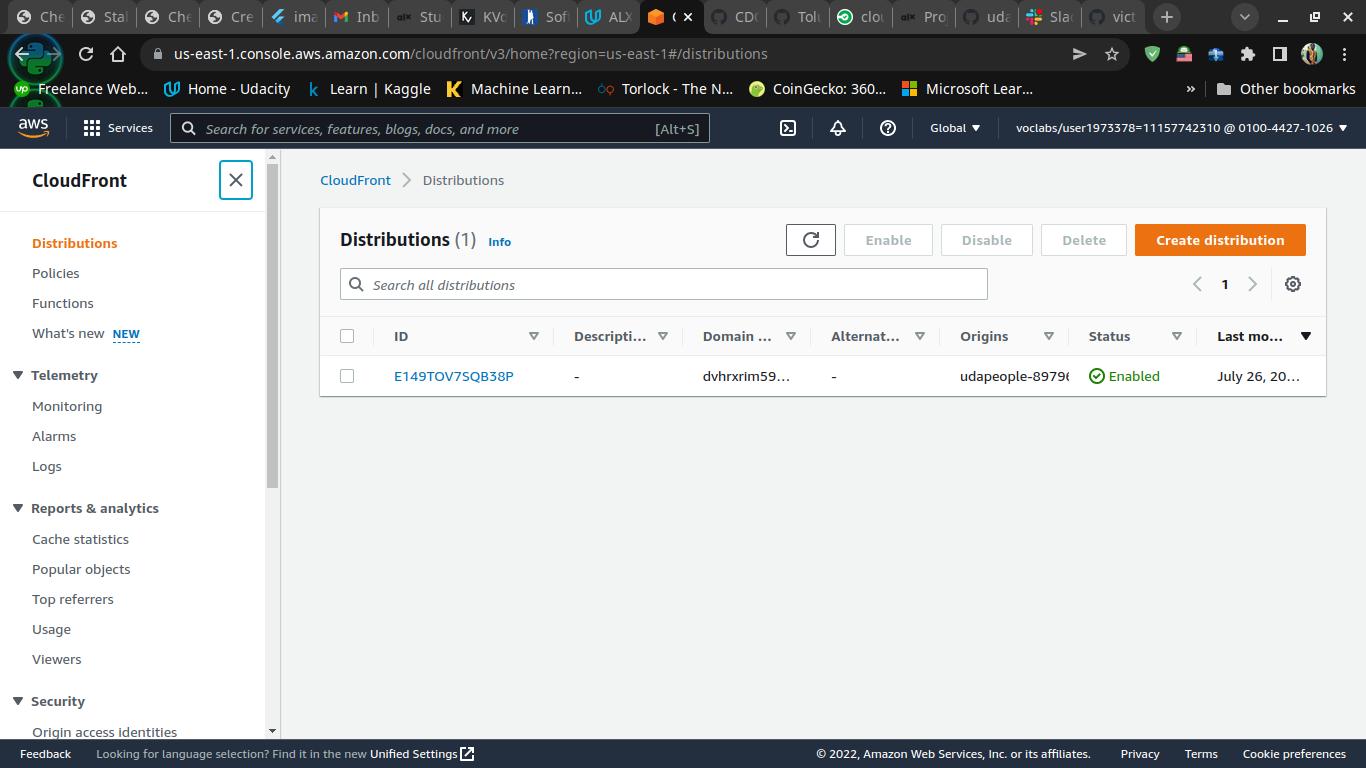 Che
Stat
Che
Cre
ima
Inb
Stu
KVo
Sof
ALX
CDO
Tolu
clou
Pro
uda
Slac
vict
us-east-1.console.aws.amazon.com/cloudfront/v3/home?region=us-east-1#/distributions
Freelance Web... Home - Udacity Learn | Kaggle Machine Learn... Torlock - The N... CoinGecko: 360... Microsoft Lear... » Other bookmarks
aws Services Search for services, features, blogs, docs, and more [Alt+S] Global voclabs/user1973378=11157742310 @ 0100-4427-1026
CloudFront
Distributions
Policies
Functions
What's new NEW
Telemetry
Monitoring
Alarms
Logs
Reports & analytics
Cache statistics
Popular objects
Top referrers
Usage
Viewers
Security
Origin access identities
CloudFront Distributions
Distributions (1) Info Enable Disable Delete Create distribution
Search all distributions 1
ID Descripti... Domain ... Alternat... Origins Status Last mo...
E149TOV7SQB38P - dvhrxrim59... - udapeople-89796 Enabled July 26, 20...
Feedback Looking for language selection? Find it in the new Unified Settings © 2022, Amazon Web Services, Inc. or its affiliates. Privacy Terms Cookie preferences